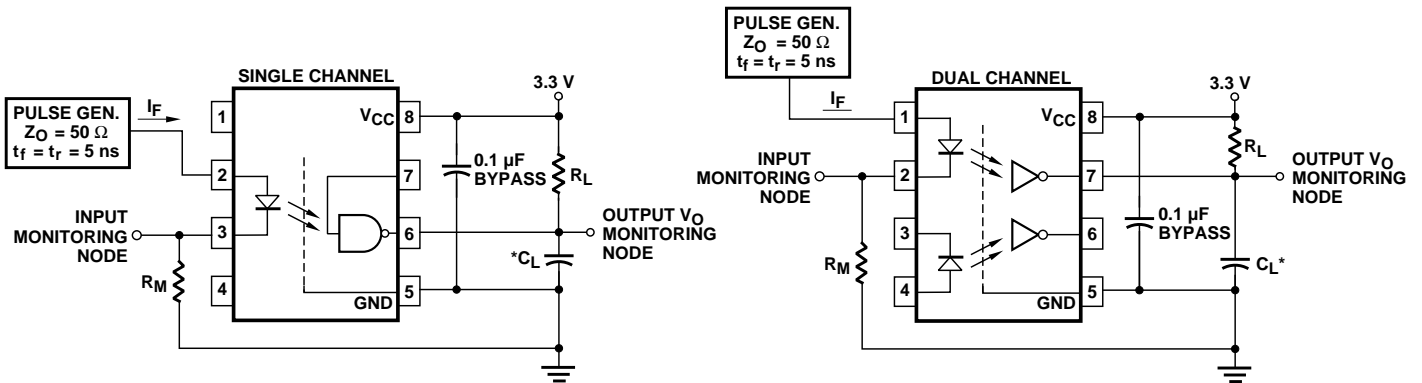 PULSE GEN.
Z_O = 50 Ω
t_f = t_r = 5 ns
I_F
SINGLE CHANNEL
3.3 V
1
V_CC
8
2
7
0.1 µF
BYPASS
R_L
INPUT
MONITORING
NODE
3
6
OUTPUT V_O
MONITORING
NODE
*C_L
R_M
4
5
GND
PULSE GEN.
Z_O = 50 Ω
t_f = t_r = 5 ns
I_F
DUAL CHANNEL
3.3 V
1
V_CC
8
R_L
INPUT
MONITORING
NODE
2
7
OUTPUT V_O
MONITORING
NODE
0.1 µF
BYPASS
3
6
R_M
C_L*
4
5
GND